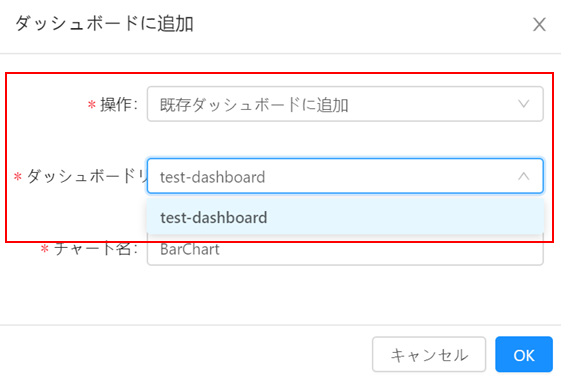 ダッシュボードに追加
* 操作: 既存ダッシュボードに追加
* ダッシュボードリ test-dashboard
test-dashboard
* チャート名: BarChart
キャンセル OK